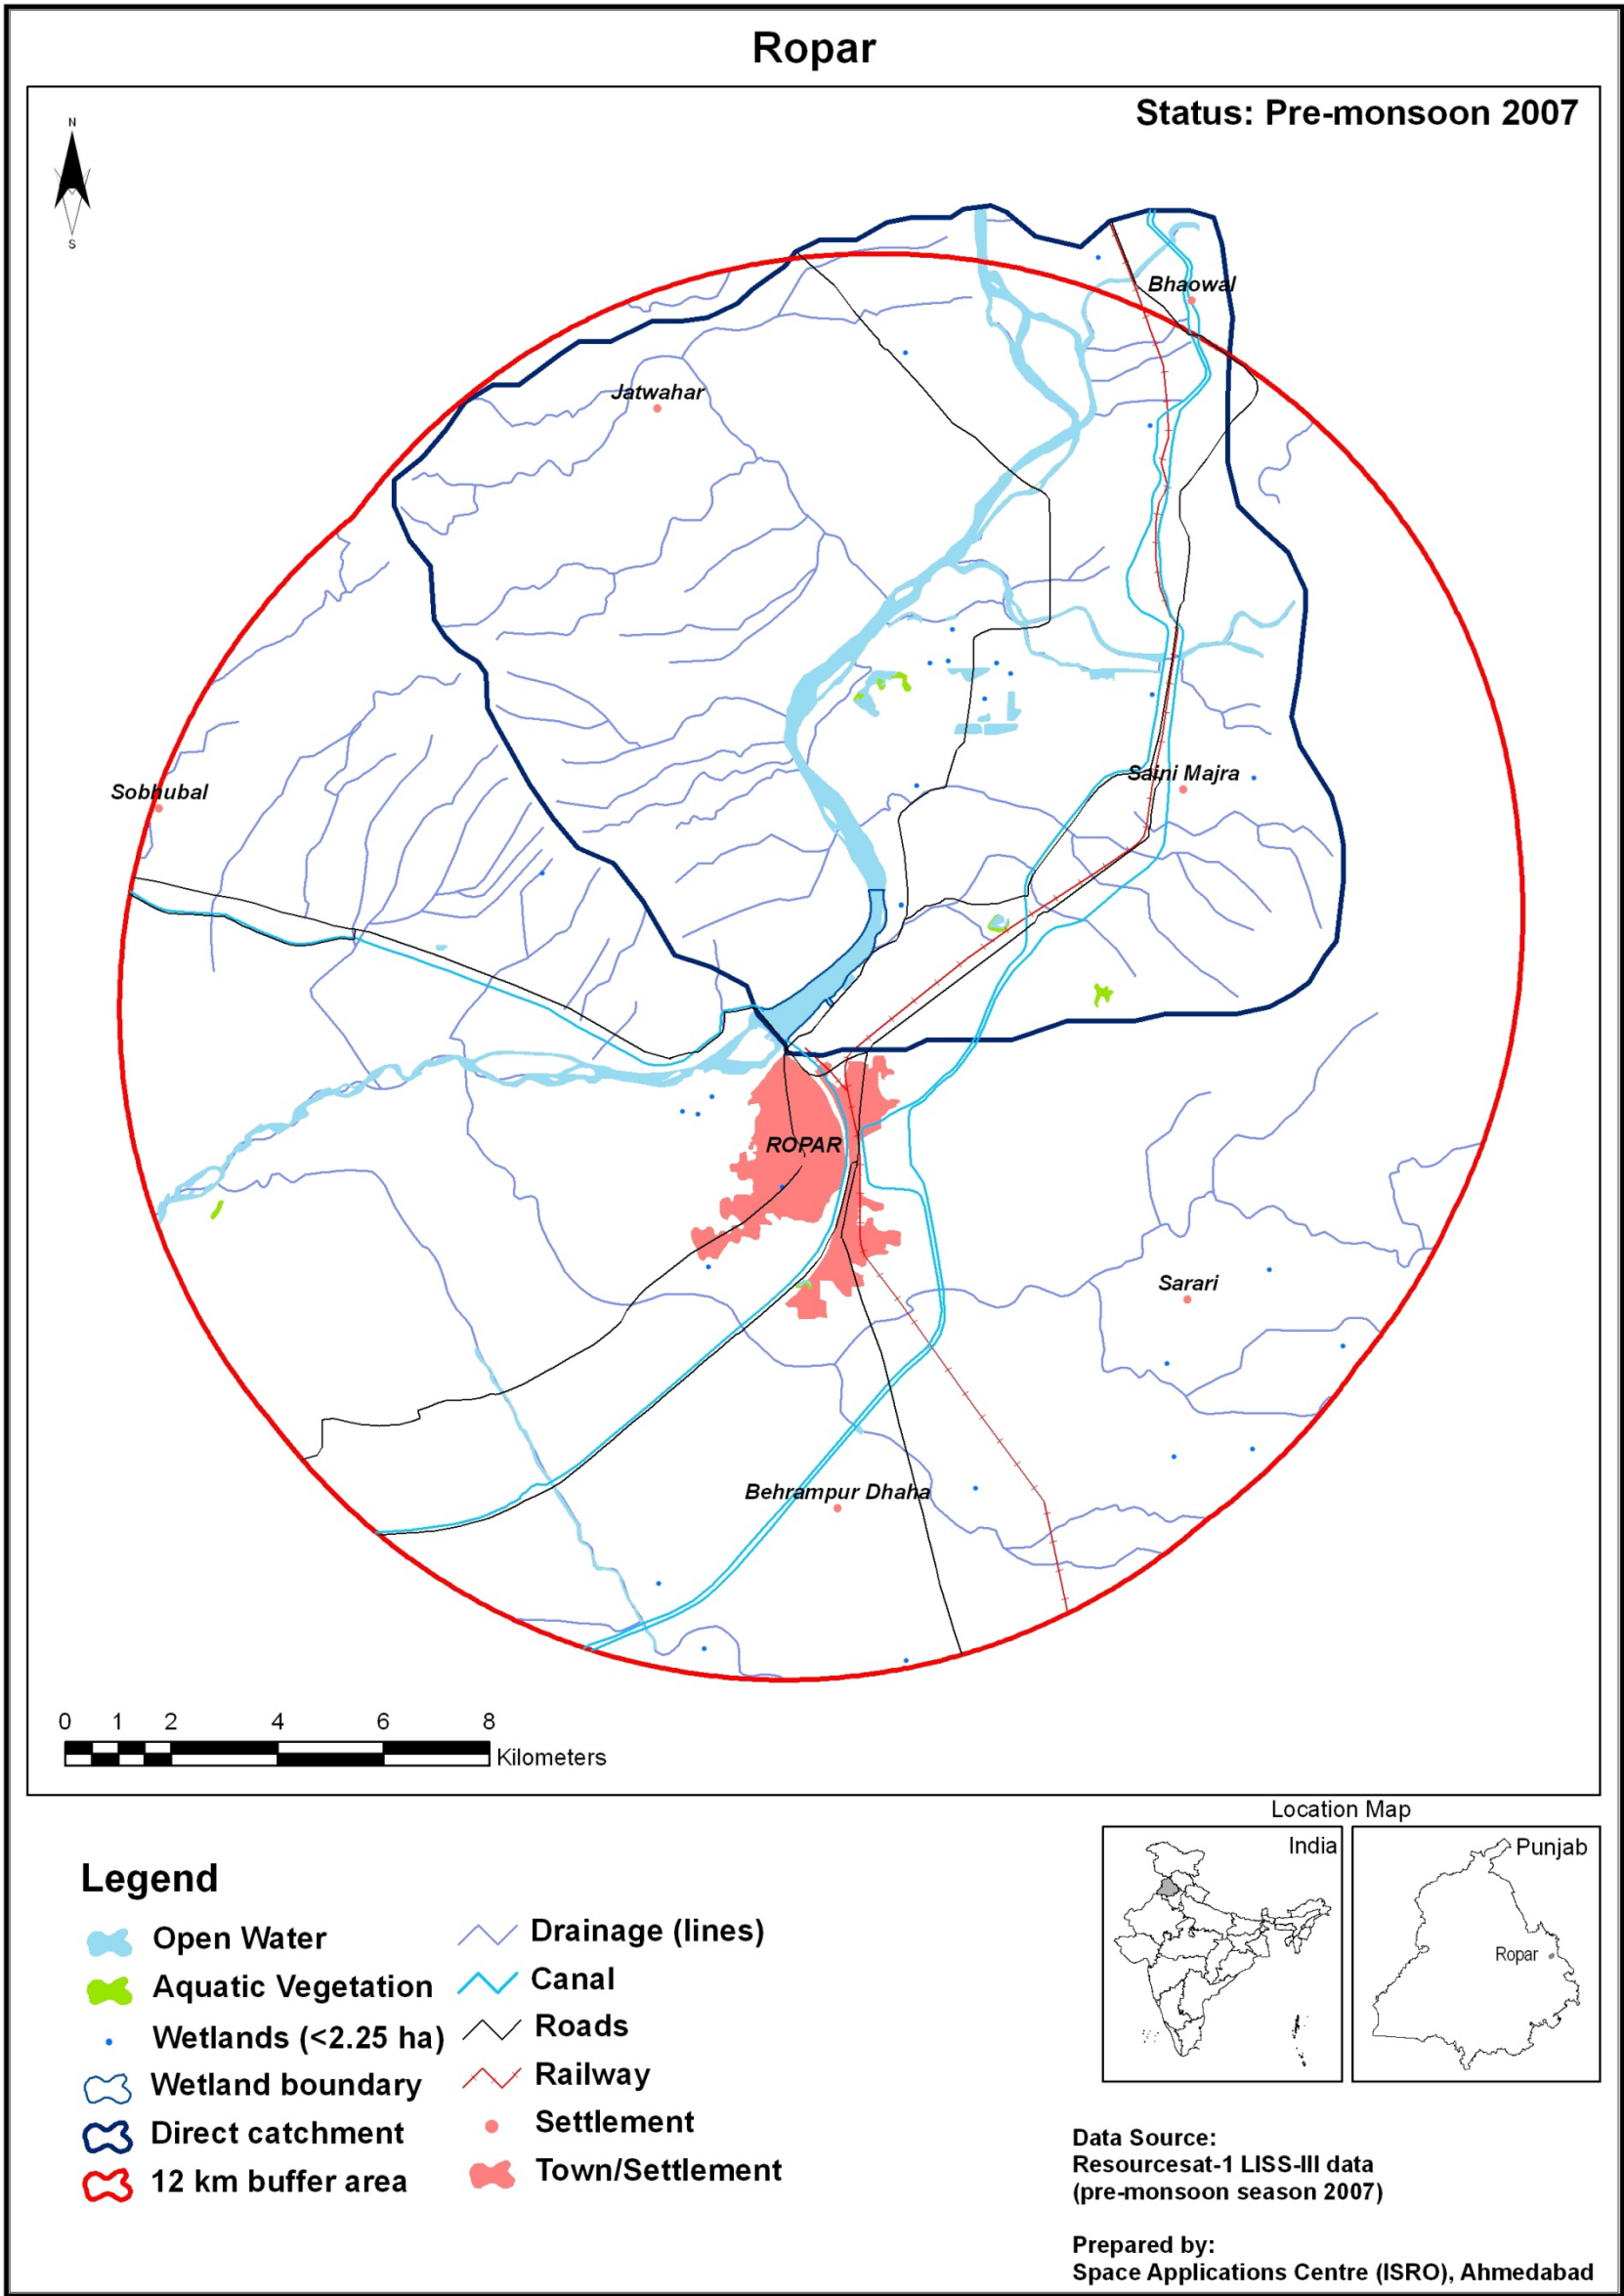 Ropar
Status: Pre-monsoon 2007
N
S
Bhaowal
Jatwahar
Sobhubal
Saini Majra
ROPAR
Sarari
Behrampur Dhaha
0 1 2 4 6 8
Kilometers
Location Map
India
Punjab
Ropar
Legend
Open Water
Aquatic Vegetation
Wetlands (<2.25 ha)
Wetland boundary
Direct catchment
12 km buffer area
Drainage (lines)
Canal
Roads
Railway
Settlement
Town/Settlement
Data Source:
Resourcesat-1 LISS-III data
(pre-monsoon season 2007)
Prepared by:
Space Applications Centre (ISRO), Ahmedabad